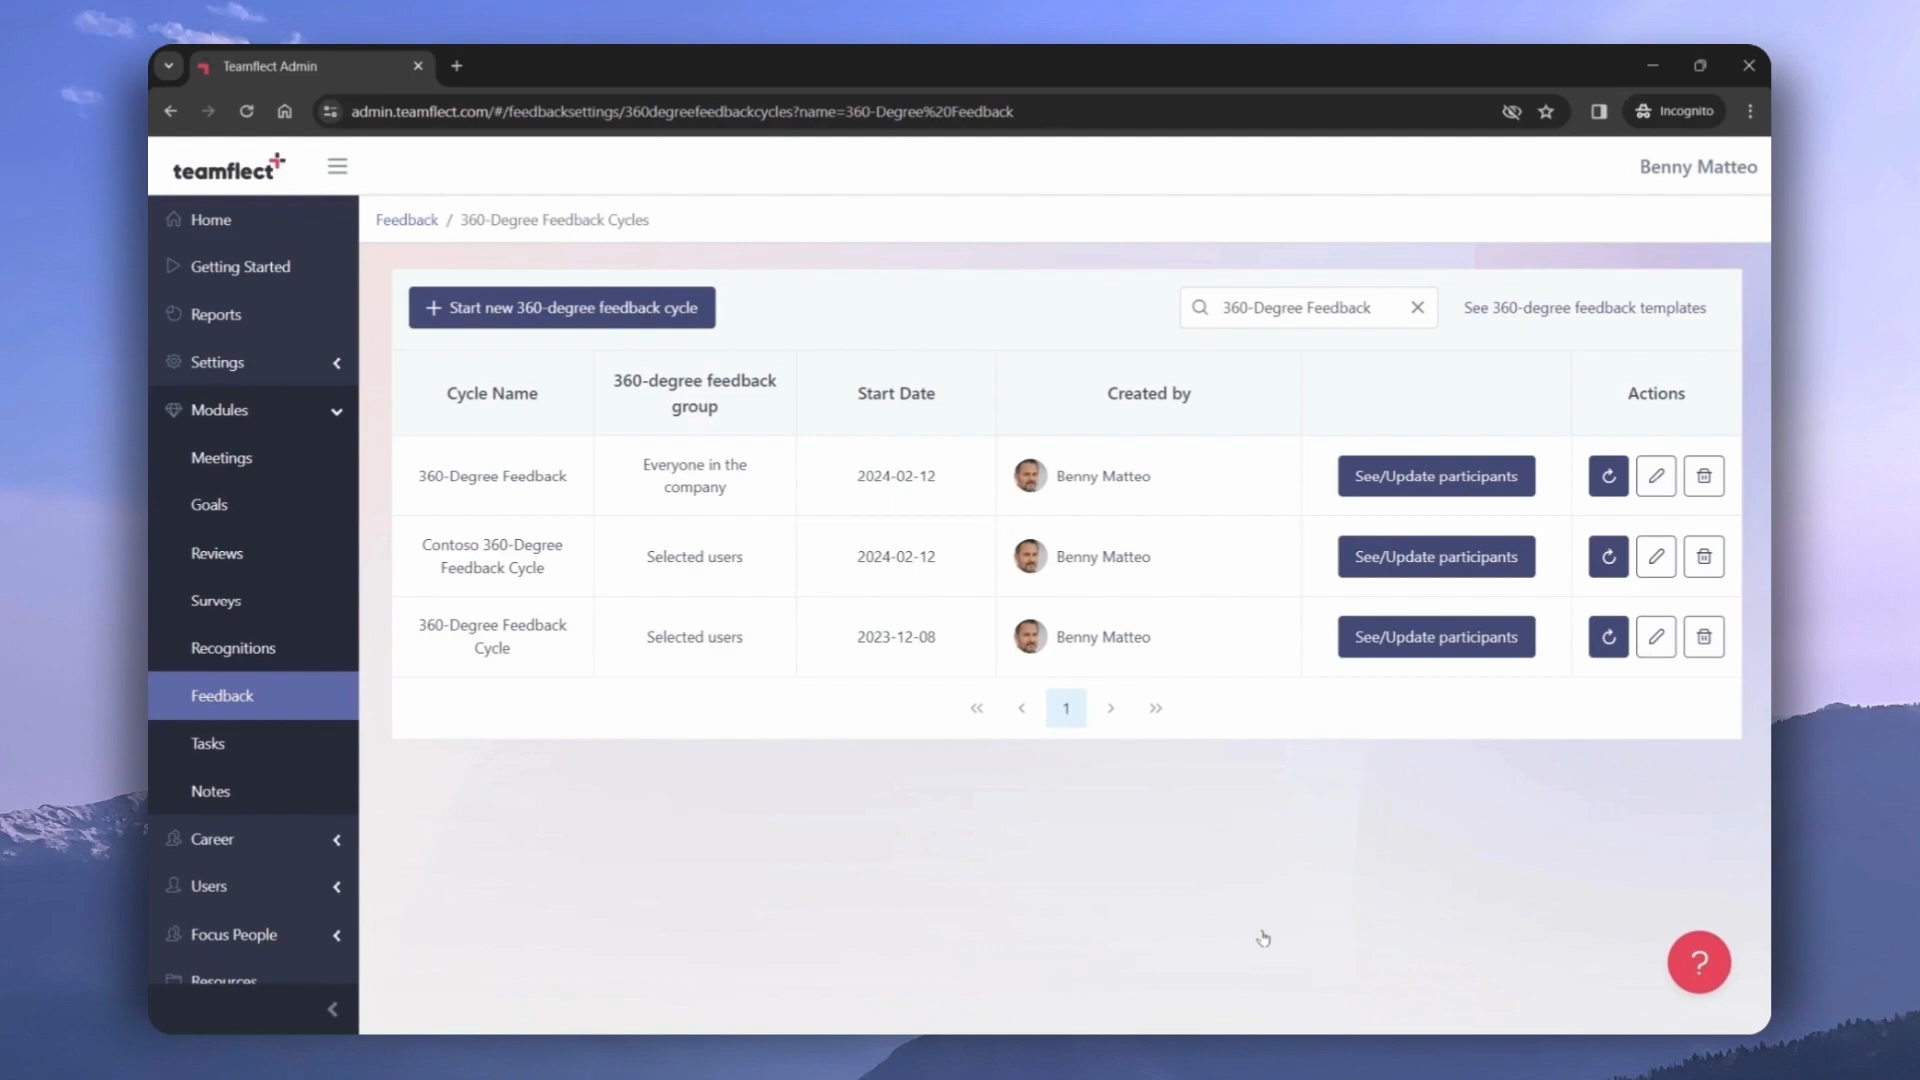 Teamflect Admin
admin.teamflect.com/#/feedbacksettings/360degreefeedbackcycles?name=360-Degree%20Feedback
Incognito
teamflect
Benny Matteo
Home
Getting Started
Reports
Settings
Modules
Meetings
Goals
Reviews
Surveys
Recognitions
Feedback
Tasks
Notes
Career
Users
Focus People
Resources
Feedback / 360-Degree Feedback Cycles
+ Start new 360-degree feedback cycle
360-Degree Feedback
See 360-degree feedback templates
Cycle Name
360-degree feedback
group
Start Date
Created by
Actions
360-Degree Feedback
Everyone in the
company
2024-02-12
Benny Matteo
See/Update participants
Contoso 360-Degree
Feedback Cycle
Selected users
2024-02-12
Benny Matteo
See/Update participants
360-Degree Feedback
Cycle
Selected users
2023-12-08
Benny Matteo
See/Update participants
1
?